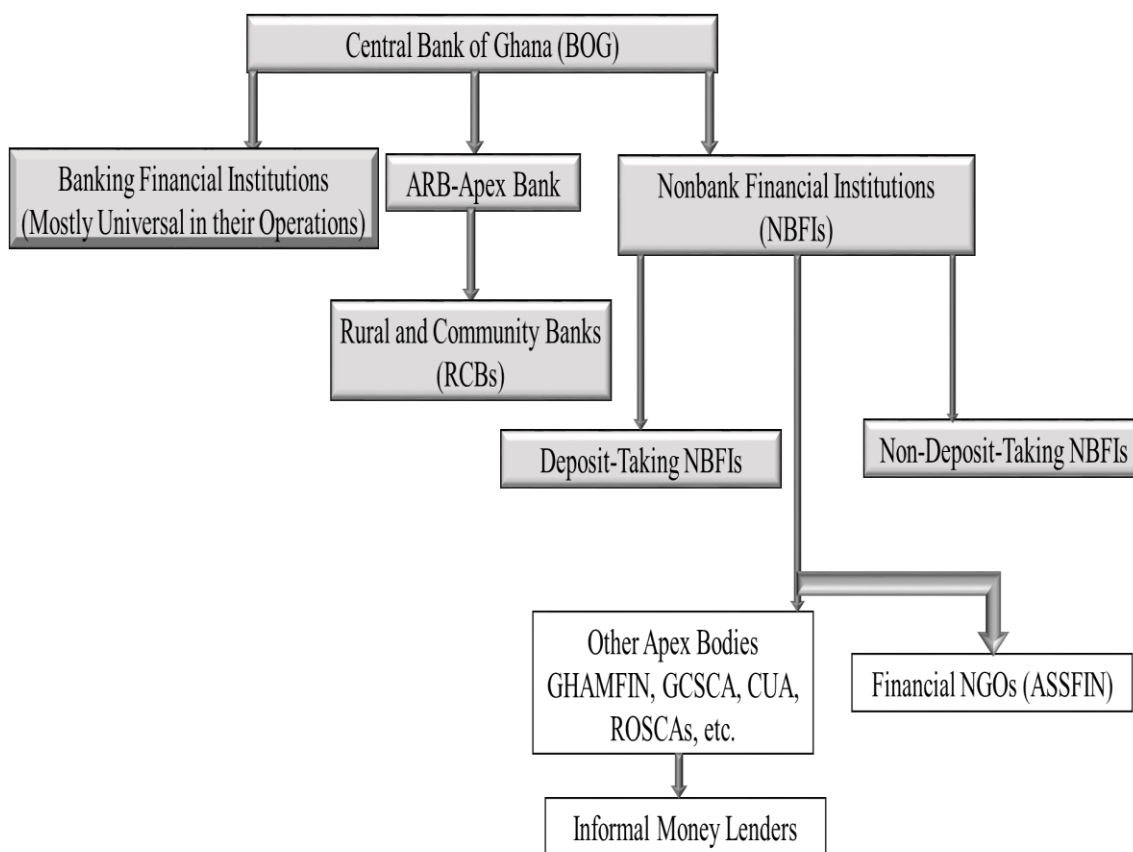 Central Bank of Ghana (BOG)
Banking Financial Institutions
(Mostly Universal in their Operations)
ARB-Apex Bank
Nonbank Financial Institutions
(NBFIs)
Rural and Community Banks
(RCBs)
Deposit-Taking NBFIs
Non-Deposit-Taking NBFIs
Other Apex Bodies
GHAMFIN, GCSCA, CUA,
ROSCAs, etc.
Financial NGOs (ASSFIN)
Informal Money Lenders